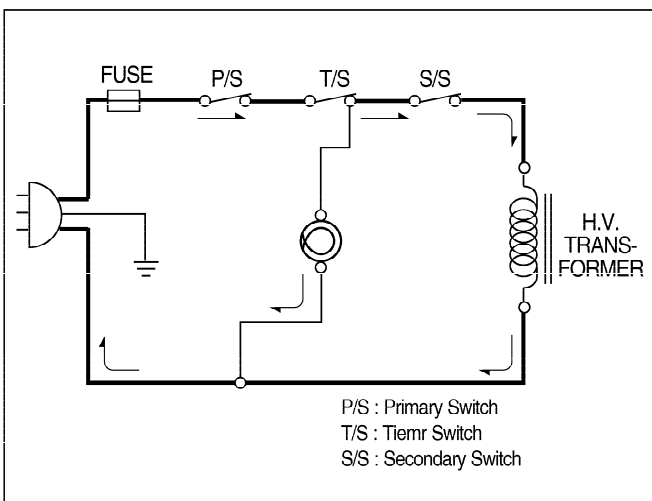 FUSE P/S T/S S/S
H.V.
TRANS-
FORMER
P/S : Primary Switch
T/S : Tiemr Switch
S/S : Secondary Switch